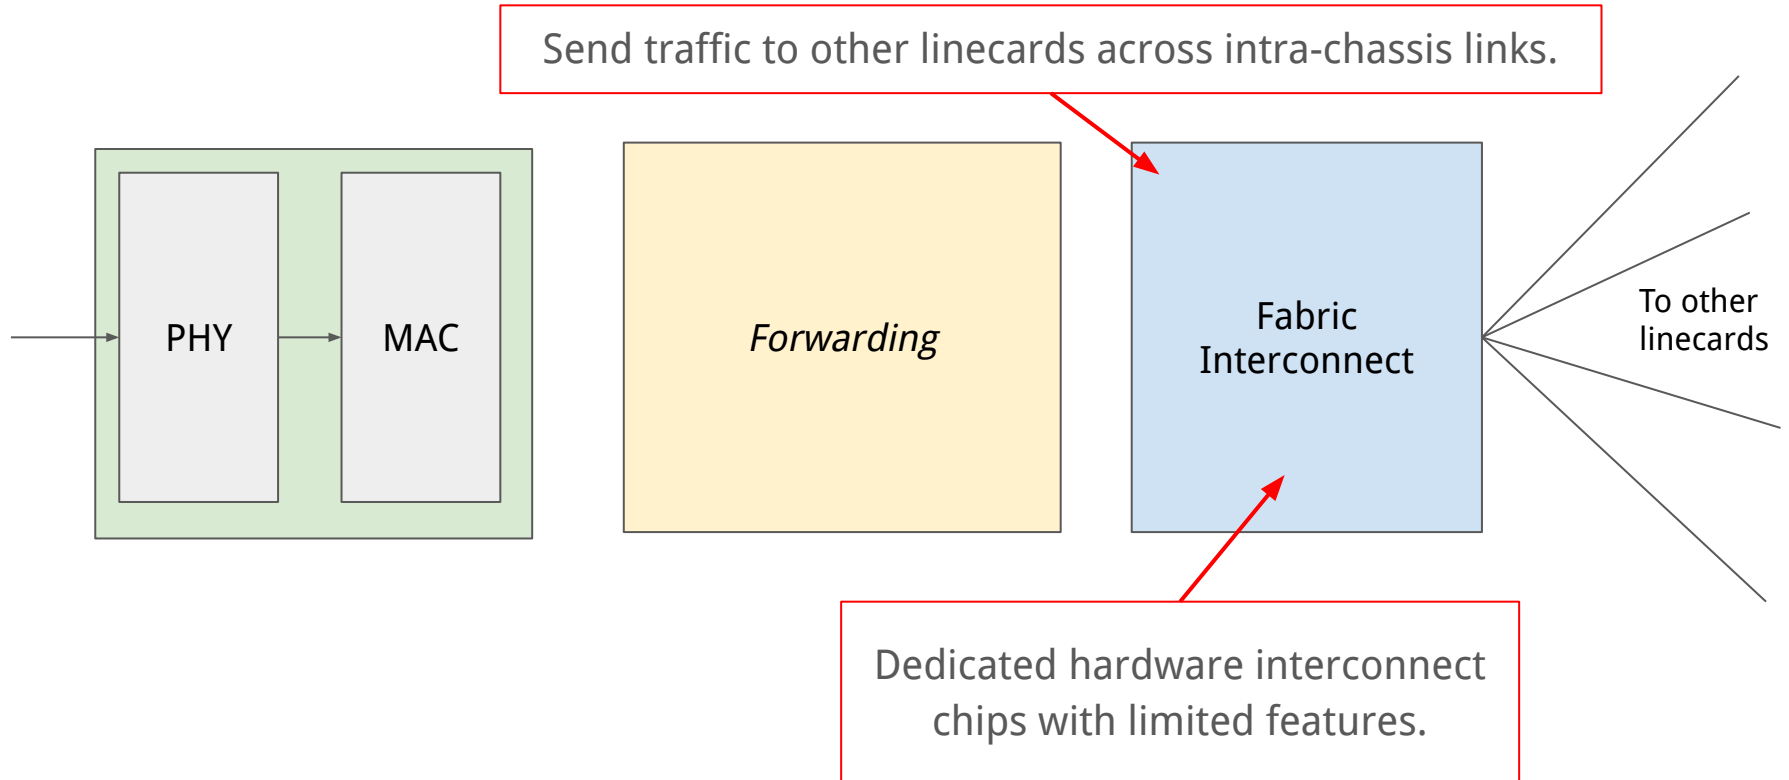 Send traffic to other linecards across intra-chassis links.
PHY
MAC
Forwarding
Fabric
Interconnect
To other
linecards
Dedicated hardware interconnect
chips with limited features.